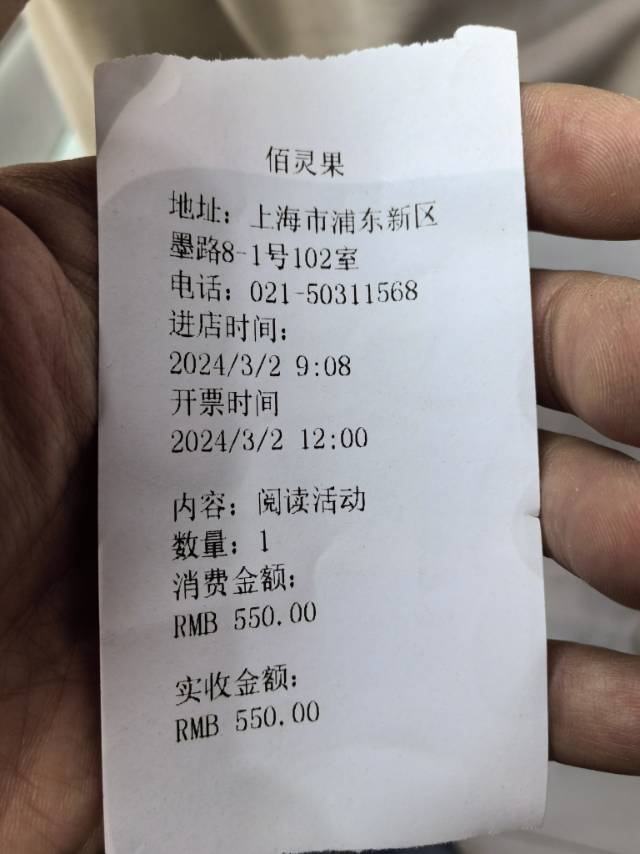 佰灵果
地址：上海市浦东新区
墨路8-1号102室
电话：021-50311568
进店时间：
2024/3/2 9:08
开票时间
2024/3/2 12:00
内容：阅读活动
数量：1
消费金额：
RMB 550.00
实收金额：
RMB 550.00